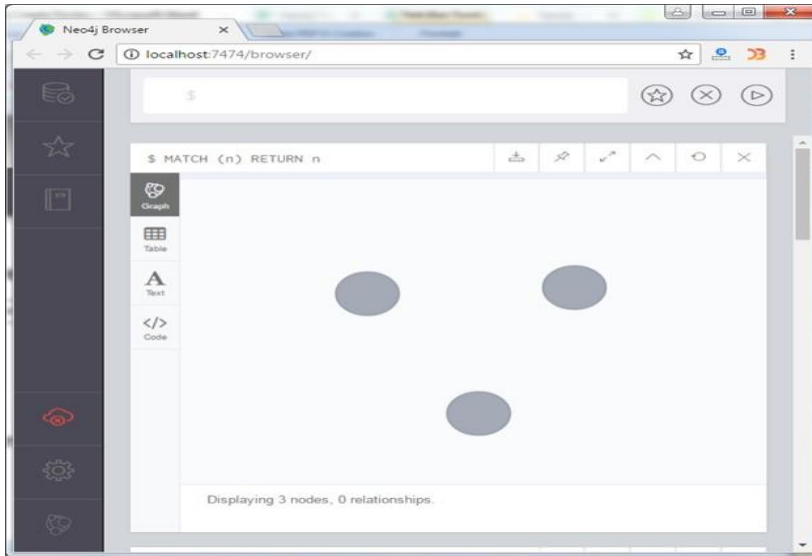 Neo4j Browser
localhost:7474/browser/
$
$ MATCH (n) RETURN n
Graph
Table
A
Text
</>
Code
Displaying 3 nodes, 0 relationships.